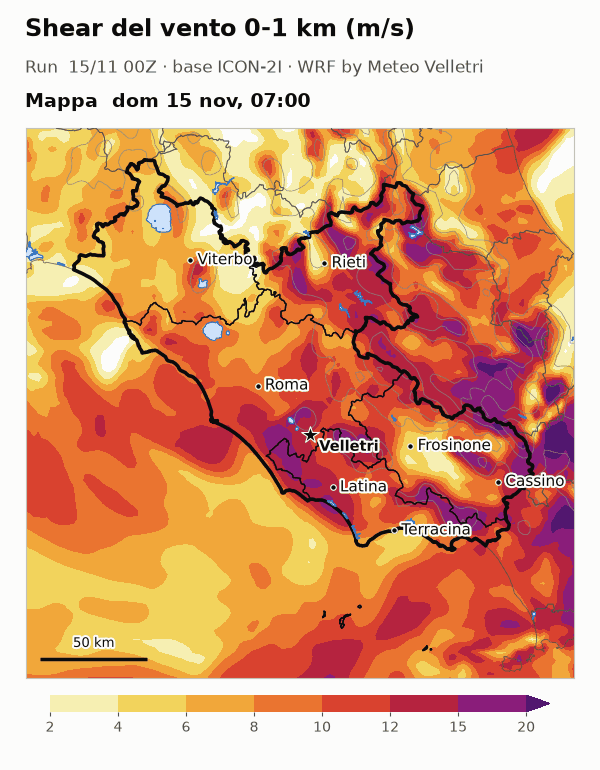 Shear del vento 0-1 km (m/s)
Run  15/11 00Z · base ICON-2I · WRF by Meteo Velletri
Mappa  dom 15 nov, 07:00
Viterbo
Rieti
Roma
Velletri
Frosinone
Cassino
Latina
Terracina
50 km
2 4 6 8 10 12 15 20